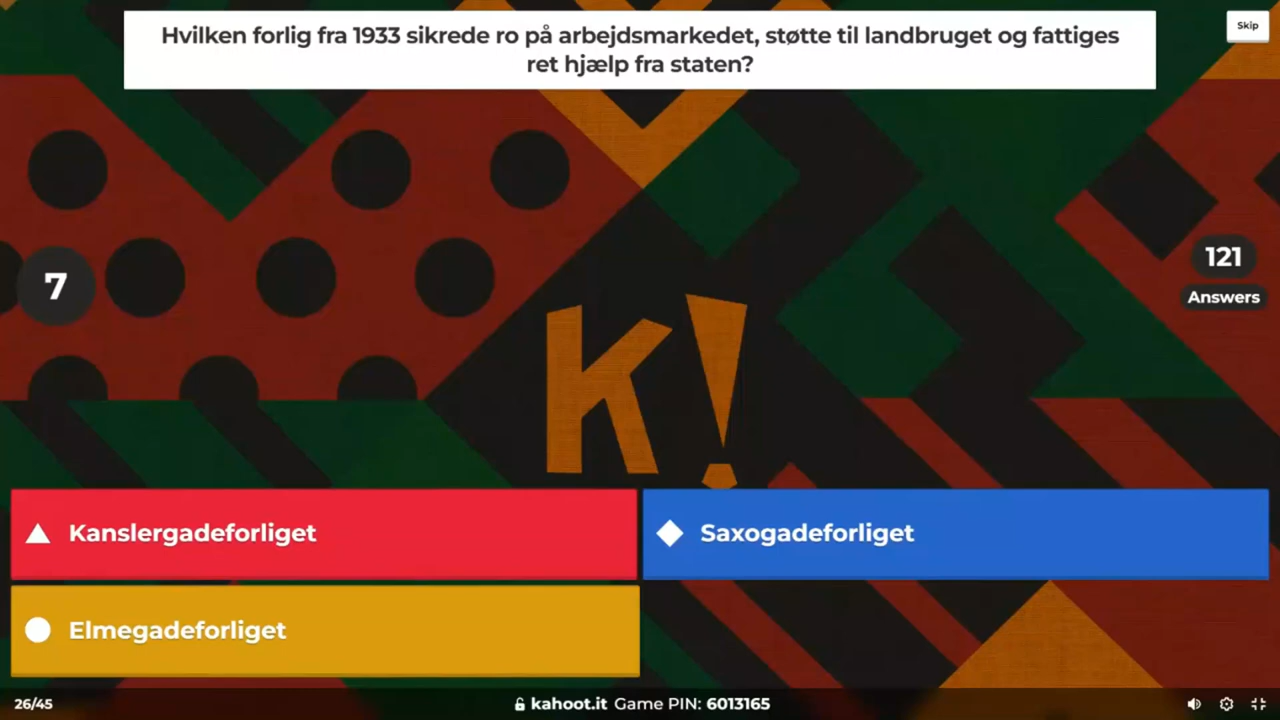 Hvilken forlig fra 1933 sikrede ro på arbejdsmarkedet, støtte til landbruget og fattiges
ret hjælp fra staten?
Skip
7
121
Answers
K!
Kanslergadeforliget
Saxogadeforliget
Elmegadeforliget
26/45
kahoot.it Game PIN: 6013165